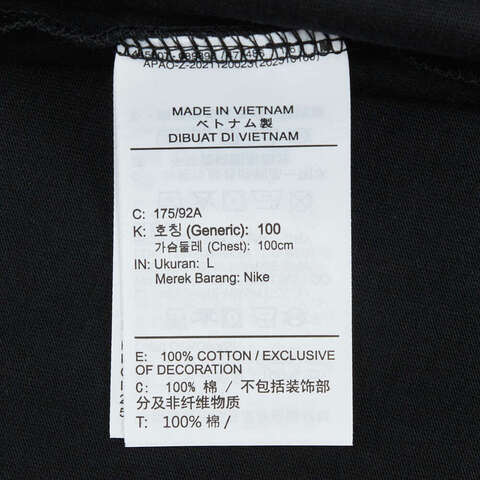 MADE IN VIETNAM
ベトナム製
DIBUAT DI VIETNAM
C: 175/92A
K: 호칭 (Generic): 100
가슴둘레 (Chest): 100cm
IN: Ukuran: L
Merek Barang: Nike
E: 100% COTTON / EXCLUSIVE
OF DECORATION
C: 100% 棉 / 不包括装饰部
分及非纤维物质
T: 100% 棉 /